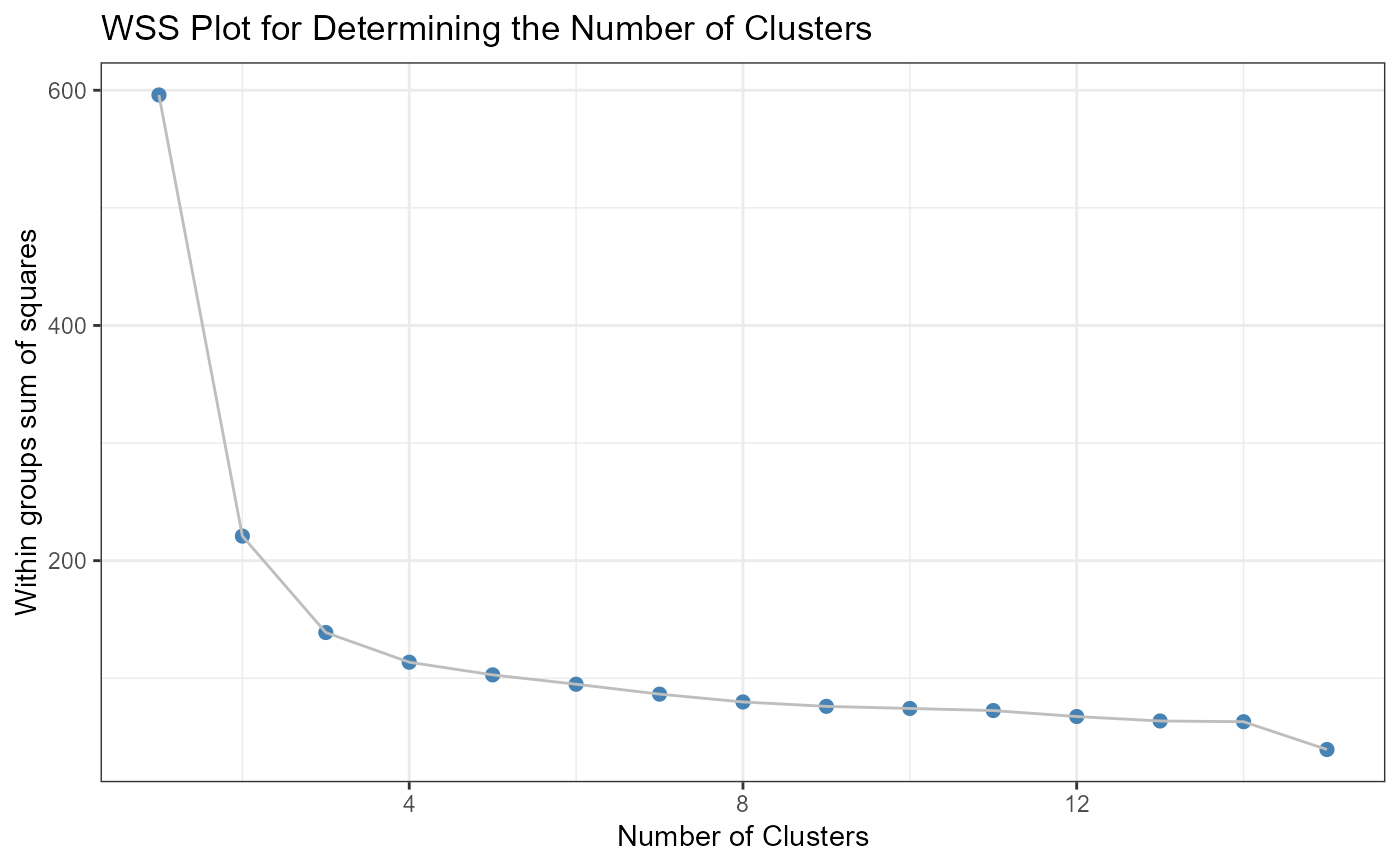 WSS Plot for Determining the Number of Clusters
600
400
200
Within groups sum of squares
4 8 12
Number of Clusters